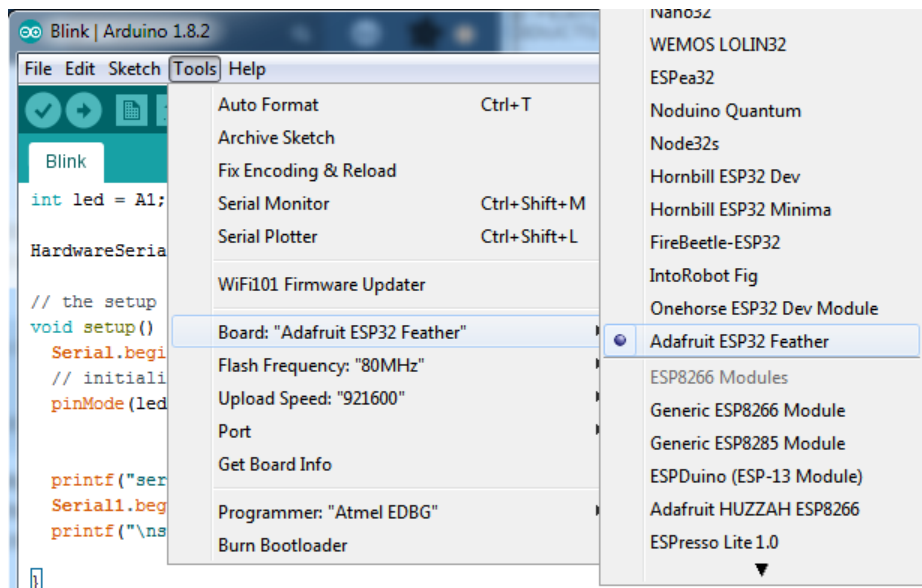 Blink | Arduino 1.8.2
File Edit Sketch Tools Help
Blink
int led = A1;
HardwareSeria
// the setup
void setup()
Serial.begi
// initiali
pinMode(led
printf("ser
Serial1.beg
printf("\ns
}
Auto Format Ctrl+T
Archive Sketch
Fix Encoding & Reload
Serial Monitor Ctrl+Shift+M
Serial Plotter Ctrl+Shift+L
WiFi101 Firmware Updater
Board: "Adafruit ESP32 Feather"
Flash Frequency: "80MHz"
Upload Speed: "921600"
Port
Get Board Info
Programmer: "Atmel EDBG"
Burn Bootloader
Nano32
WEMOS LOLIN32
ESPea32
Noduino Quantum
Node32s
Hornbill ESP32 Dev
Hornbill ESP32 Minima
FireBeetle-ESP32
IntoRobot Fig
Onehorse ESP32 Dev Module
Adafruit ESP32 Feather
ESP8266 Modules
Generic ESP8266 Module
Generic ESP8285 Module
ESPDuino (ESP-13 Module)
Adafruit HUZZAH ESP8266
ESPresso Lite 1.0